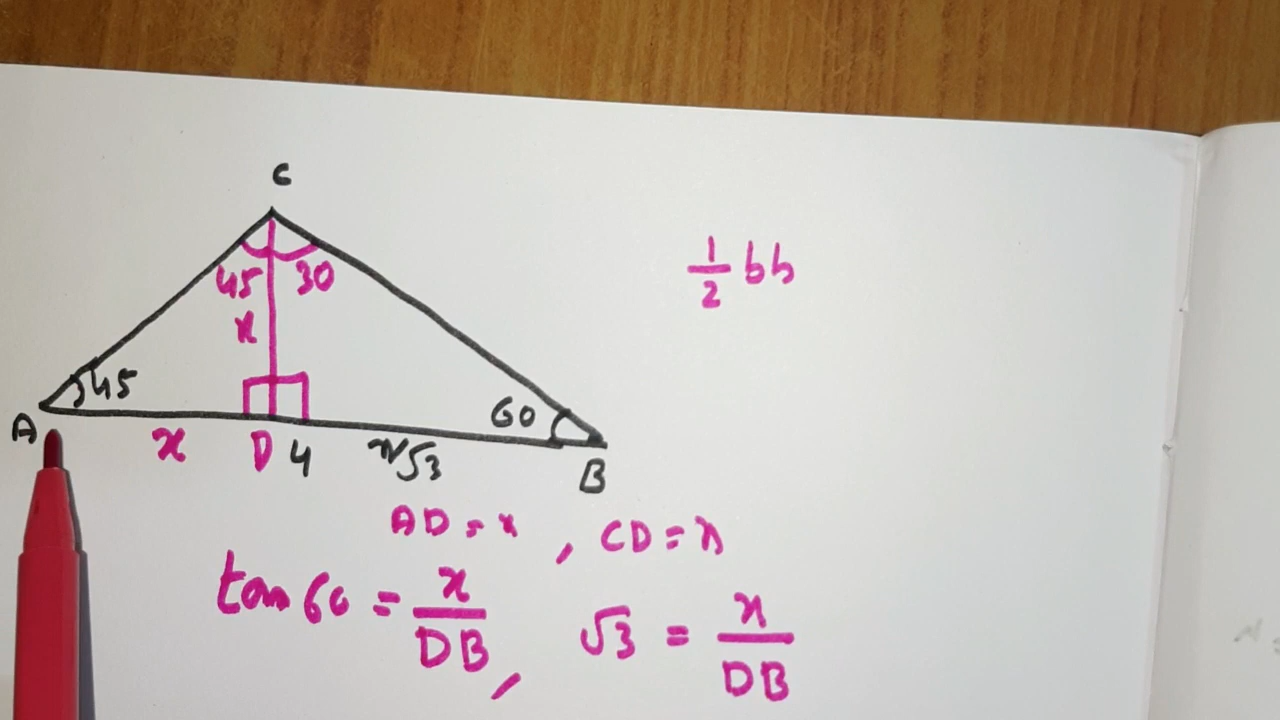 C
45 30
x
45
60
A
x D 4 x/√3
B
1/2 bh
AD = x , CD = x
tan 60 = x/DB , √3 = x/DB